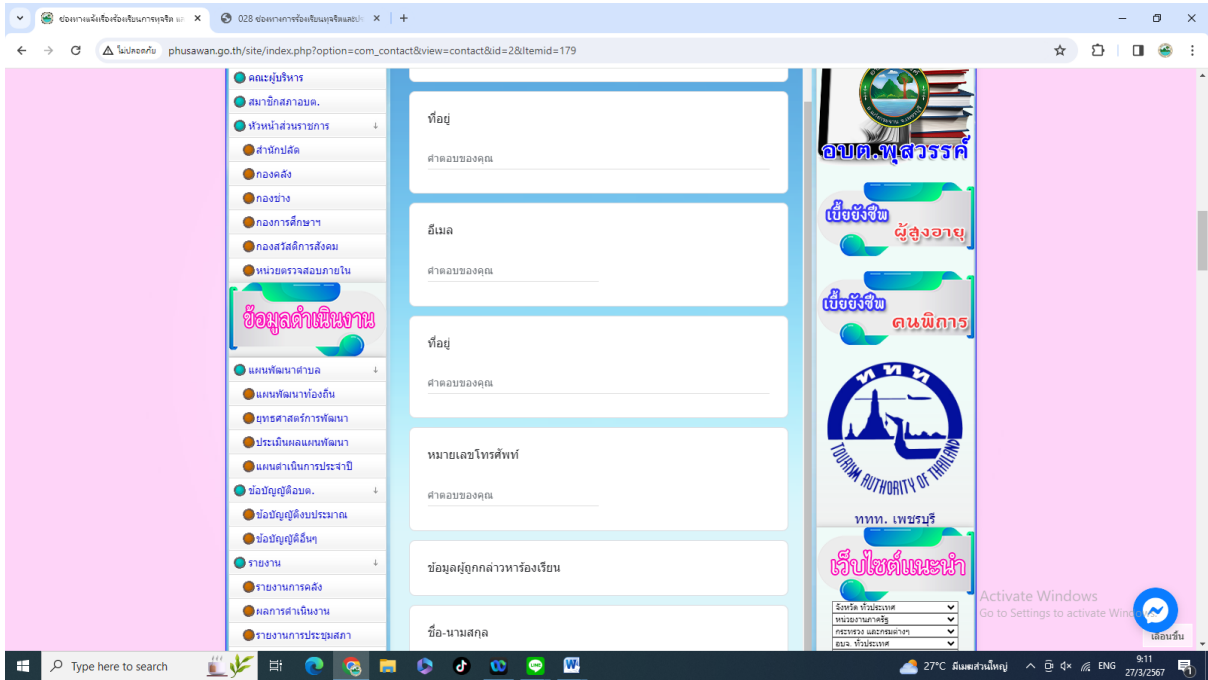 ช่องทางแจ้งเรื่องร้องเรียนการทุจริต แล
028 ช่องทางการร้องเรียนทุจริตและปร
ไม่ปลอดภัย
phusawan.go.th/site/index.php?option=com_contact&view=contact&id=2&Itemid=179
คณะผู้บริหาร
สมาชิกสภาอบต.
หัวหน้าส่วนราชการ
สำนักปลัด
กองคลัง
กองช่าง
กองการศึกษาฯ
กองสวัสดิการสังคม
หน่วยตรวจสอบภายใน
ข้อมูลดำเนินงาน
แผนพัฒนาตำบล
แผนพัฒนาท้องถิ่น
ยุทธศาสตร์การพัฒนา
ประเมินผลแผนพัฒนา
แผนดำเนินการประจำปี
ข้อบัญญัติอบต.
ข้อบัญญัติงบประมาณ
ข้อบัญญัติอื่นๆ
รายงาน
รายงานการคลัง
ผลการดำเนินงาน
รายงานการประชุมสภา
ที่อยู่
คำตอบของคุณ
อีเมล
คำตอบของคุณ
ที่อยู่
คำตอบของคุณ
หมายเลขโทรศัพท์
คำตอบของคุณ
ข้อมูลผู้ถูกกล่าวหาร้องเรียน
ชื่อ-นามสกุล
อบต.พุสวรรค์
เบี้ยยังชีพ
ผู้สูงอายุ
เบี้ยยังชีพ
คนพิการ
ททท
TOURISM AUTHORITY OF THAILAND
ททท. เพชรบุรี
เว็บไซต์แนะนำ
จังหวัด ทั่วประเทศ
หน่วยงานภาครัฐ
กระทรวง และกรมต่างๆ
อบจ. ทั่วประเทศ
Activate Windows
Go to Settings to activate Windows
เลื่อนขึ้น
Type here to search
27°C มีเมฆส่วนใหญ่
ENG
9:11
27/3/2567